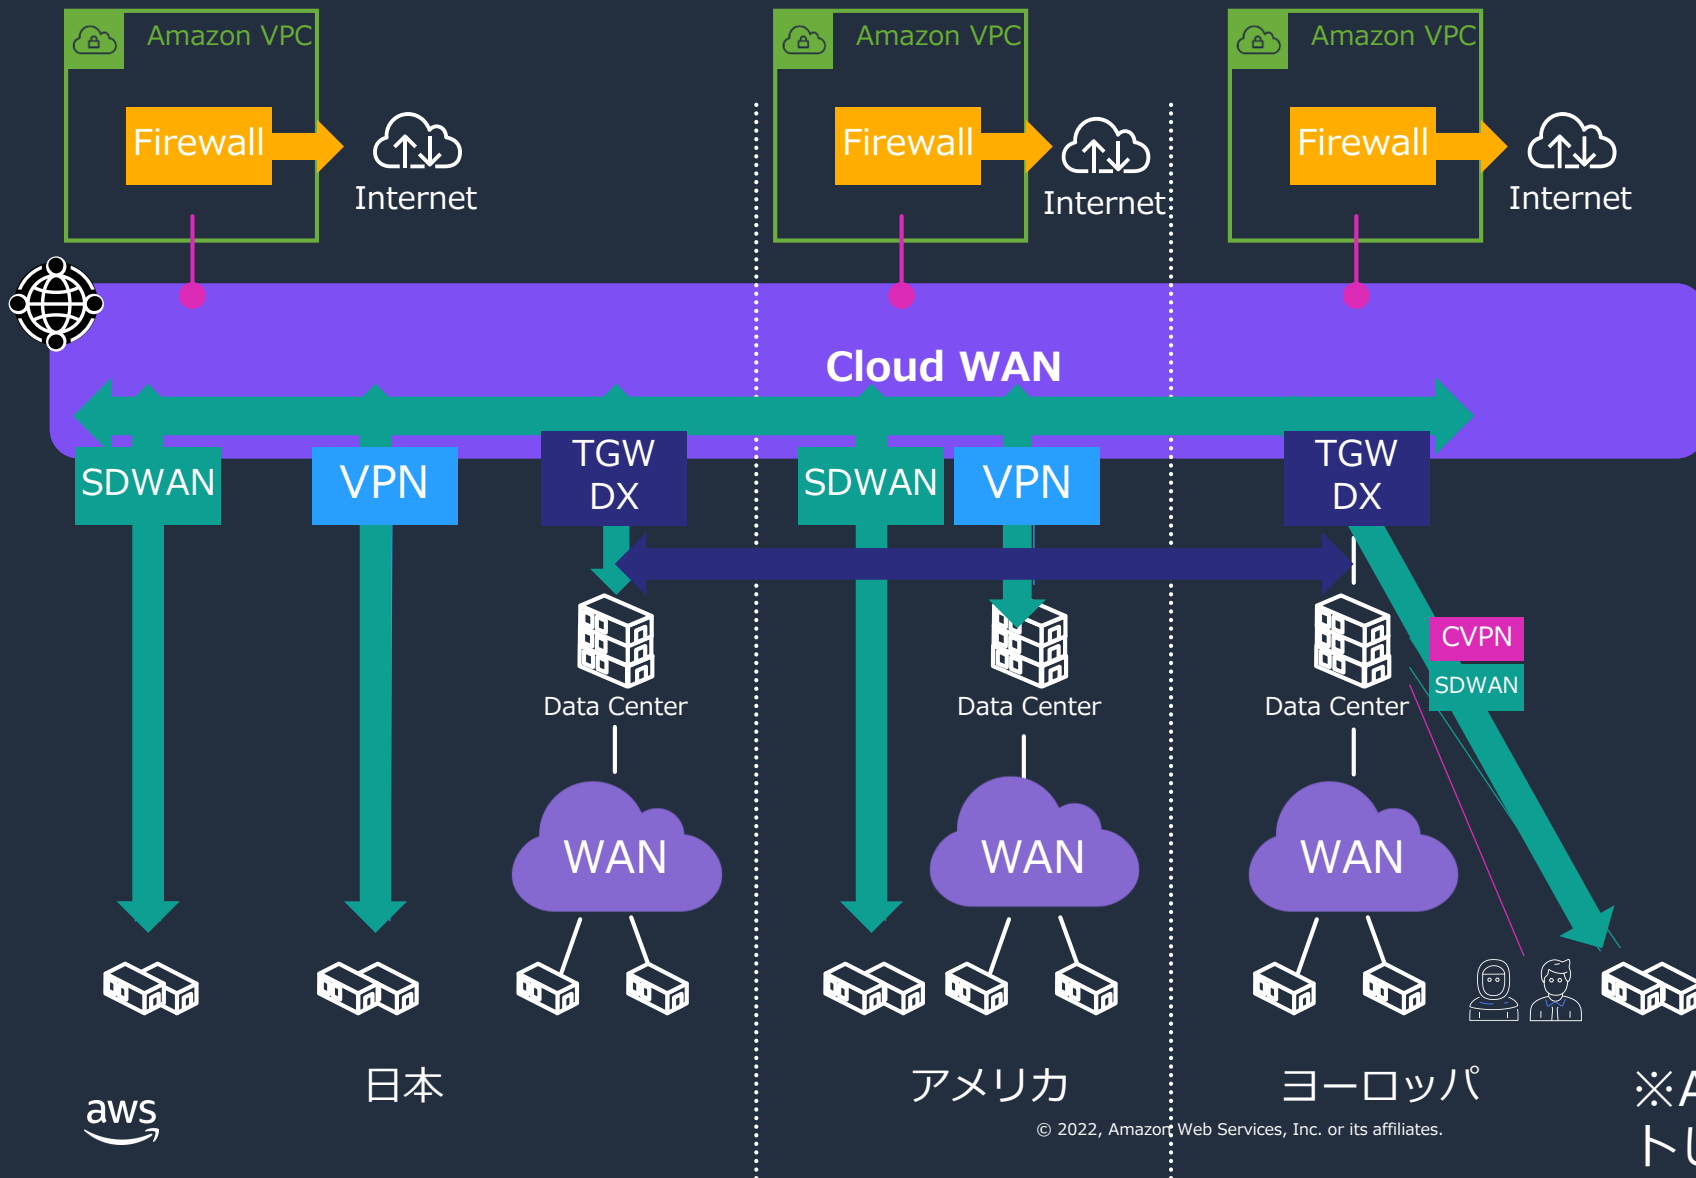 Amazon VPC
Firewall
Internet
Amazon VPC
Firewall
Internet
Amazon VPC
Firewall
Internet
Cloud WAN
SDWAN
VPN
TGW
DX
SDWAN
VPN
TGW
DX
CVPN
SDWAN
Data Center
Data Center
Data Center
WAN
WAN
WAN
日本
アメリカ
ヨーロッパ
※A
aws
© 2022, Amazon Web Services, Inc. or its affiliates.